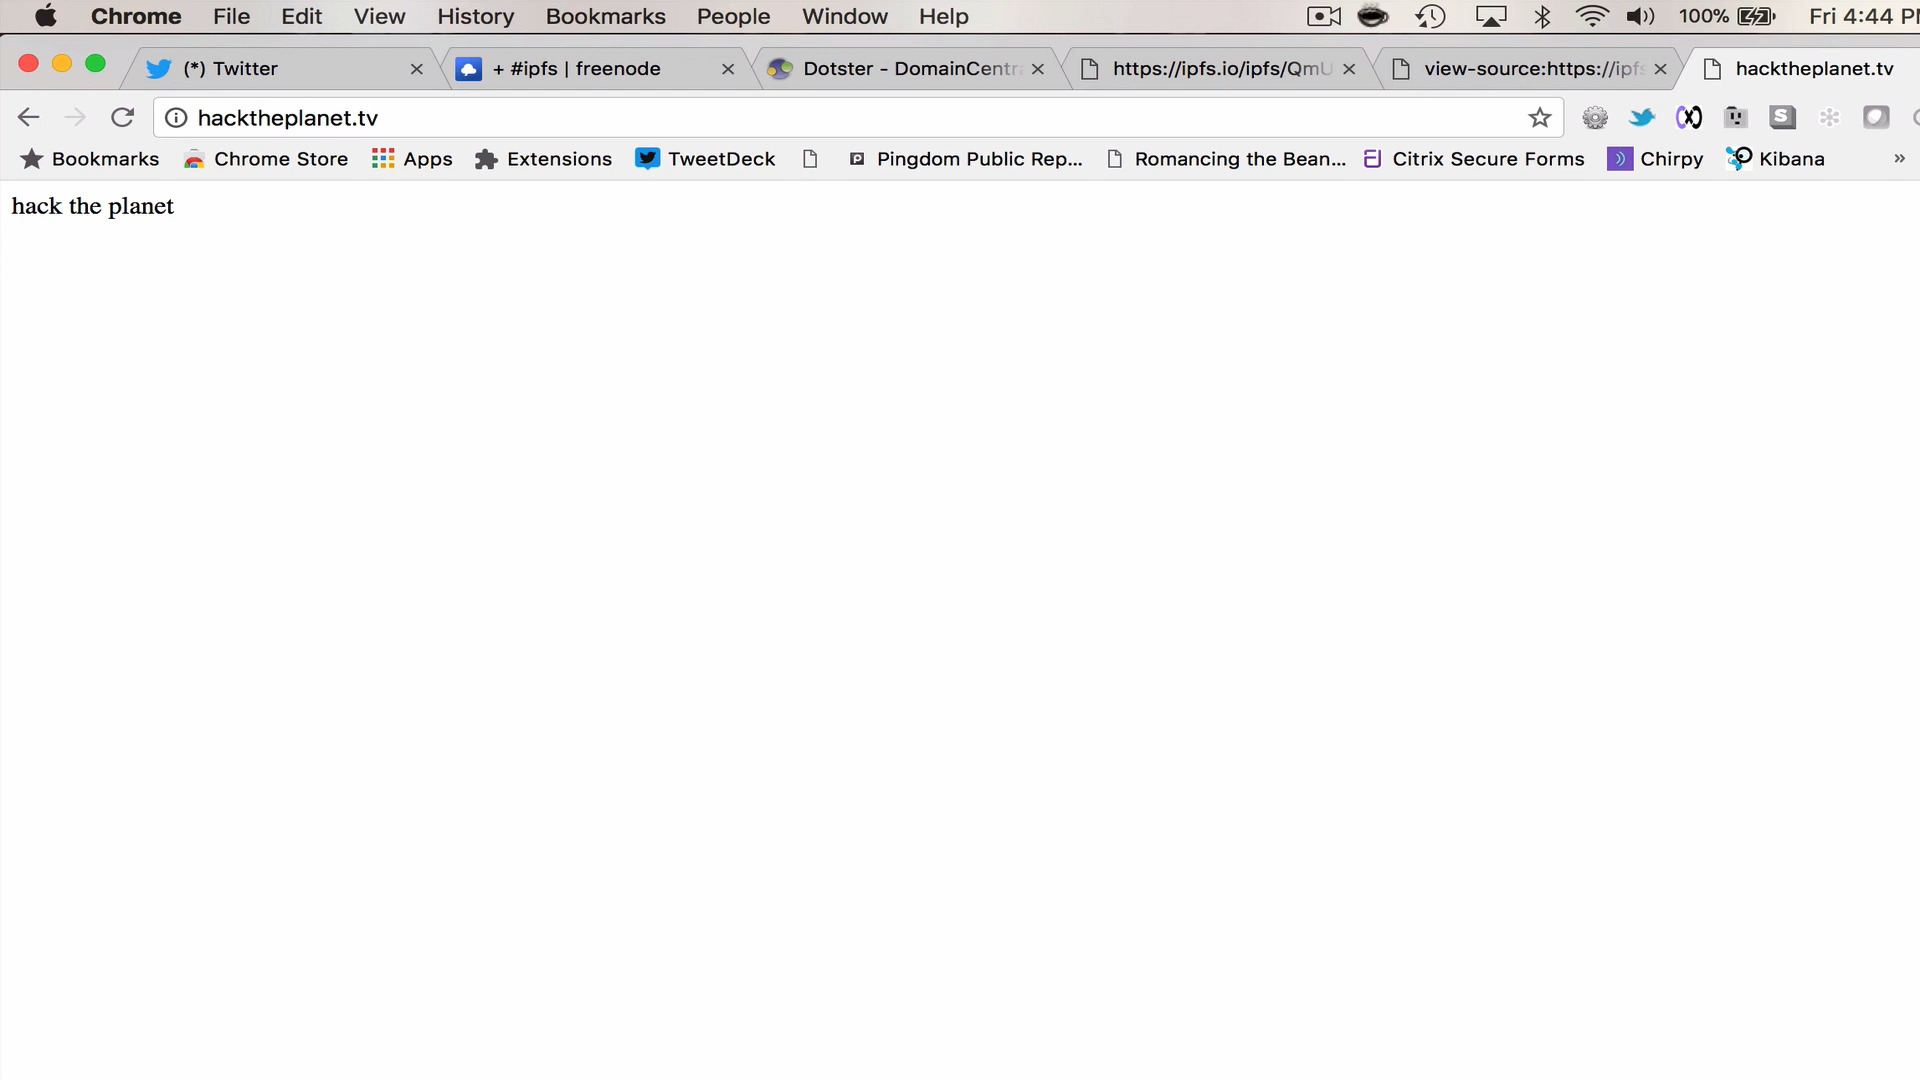 Chrome File Edit View History Bookmarks People Window Help 100% Fri 4:44
(*) Twitter + #ipfs | freenode Dotster - DomainCentr https://ipfs.io/ipfs/QmU view-source:https://ipfs hacktheplanet.tv
hacktheplanet.tv
Bookmarks Chrome Store Apps Extensions TweetDeck Pingdom Public Rep... Romancing the Bean... Citrix Secure Forms Chirpy Kibana »
hack the planet